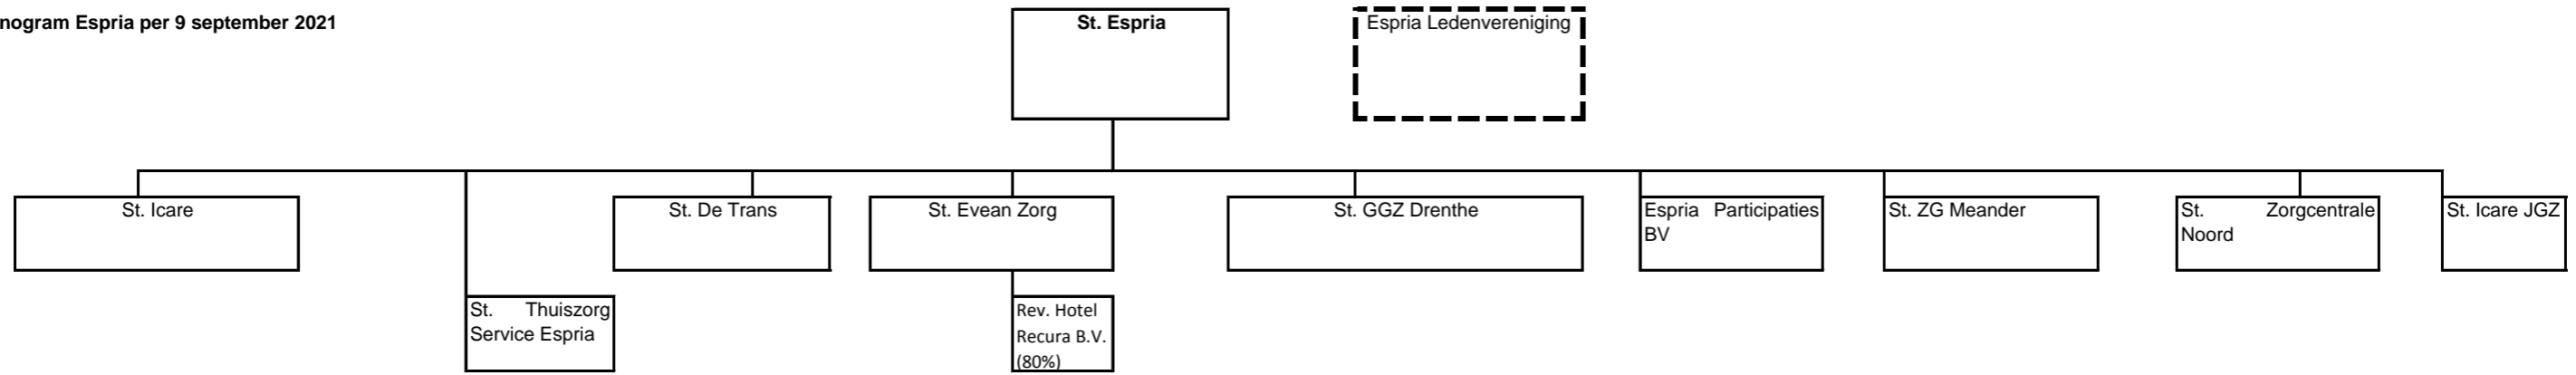 nogram Espria per 9 september 2021
St. Espria
Espria Ledenvereniging
St. Icare
St. De Trans
St. Evean Zorg
St. GGZ Drenthe
Espria Participaties
BV
St. ZG Meander
St. Zorgcentrale
Noord
St. Icare JGZ
St. Thuiszorg
Service Espria
Rev. Hotel
Recura B.V.
(80%)